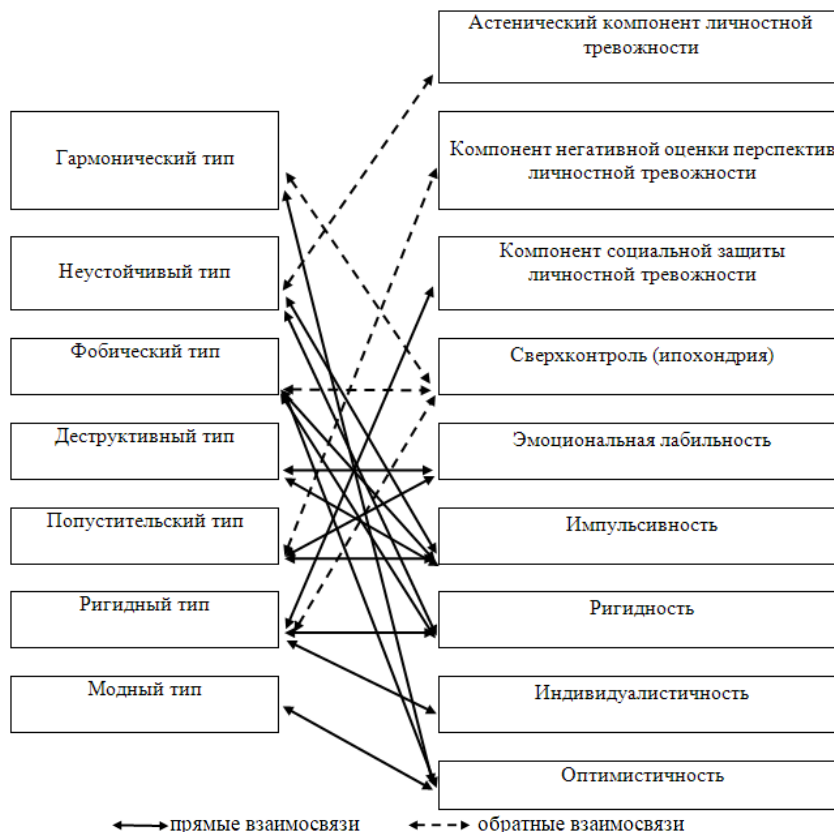 Астенический компонент личностной
тревожности
Гармонический тип
Компонент негативной оценки перспектив
личностной тревожности
Неустойчивый тип
Компонент социальной защиты
личностной тревожности
Фобический тип
Сверхконтроль (ипохондрия)
Деструктивный тип
Эмоциональная лабильность
Попустительский тип
Импульсивность
Ригидный тип
Ригидность
Модный тип
Индивидуалистичность
Оптимистичность
прямые взаимосвязи
обратные взаимосвязи